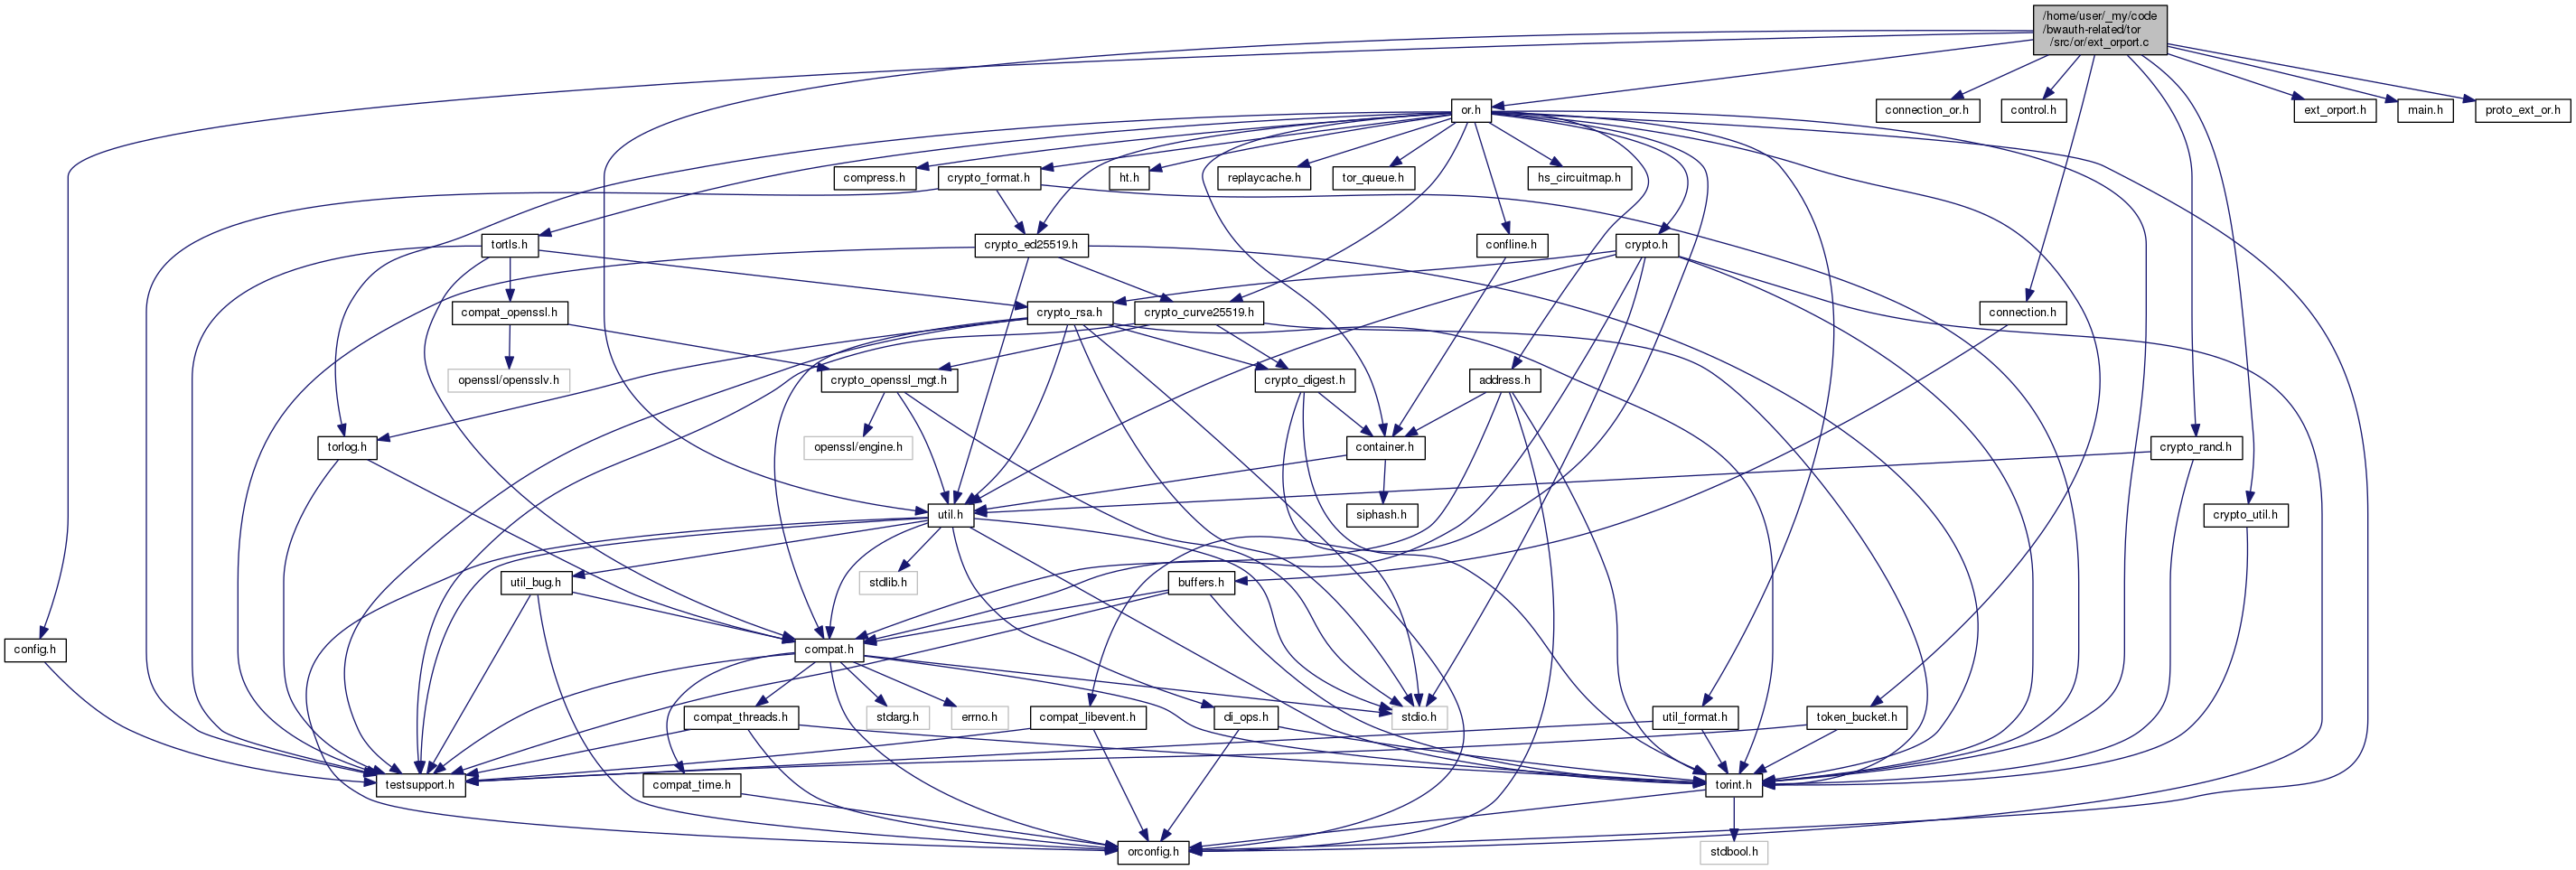 /home/user/_my/code
/bwauth-related/tor
/src/or/ext_orport.c
or.h
connection_or.h
control.h
ext_orport.h
main.h
proto_ext_or.h
compress.h
crypto_format.h
ht.h
replaycache.h
tor_queue.h
hs_circuitmap.h
tortls.h
crypto_ed25519.h
confline.h
crypto.h
compat_openssl.h
crypto_rsa.h
crypto_curve25519.h
connection.h
openssl/opensslv.h
crypto_openssl_mgt.h
crypto_digest.h
address.h
torlog.h
openssl/engine.h
container.h
crypto_rand.h
util.h
siphash.h
crypto_util.h
util_bug.h
stdlib.h
buffers.h
config.h
compat.h
compat_threads.h
stdarg.h
errno.h
compat_libevent.h
di_ops.h
stdio.h
util_format.h
token_bucket.h
testsupport.h
compat_time.h
torint.h
orconfig.h
stdbool.h